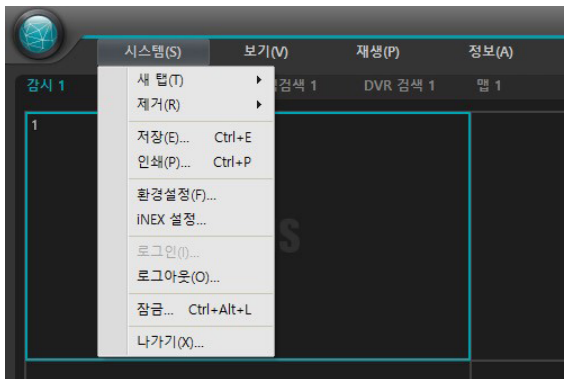 시스템(S) 보기(V) 재생(P) 정보(A)
감시 1 검색 1 DVR 검색 1 맵 1
새 탭(T)
제거(R)
1
저장(E)... Ctrl+E
인쇄(P)... Ctrl+P
환경설정(F)...
iNEX 설정...
로그인(I)...
로그아웃(O)...
잠금... Ctrl+Alt+L
나가기(X)...